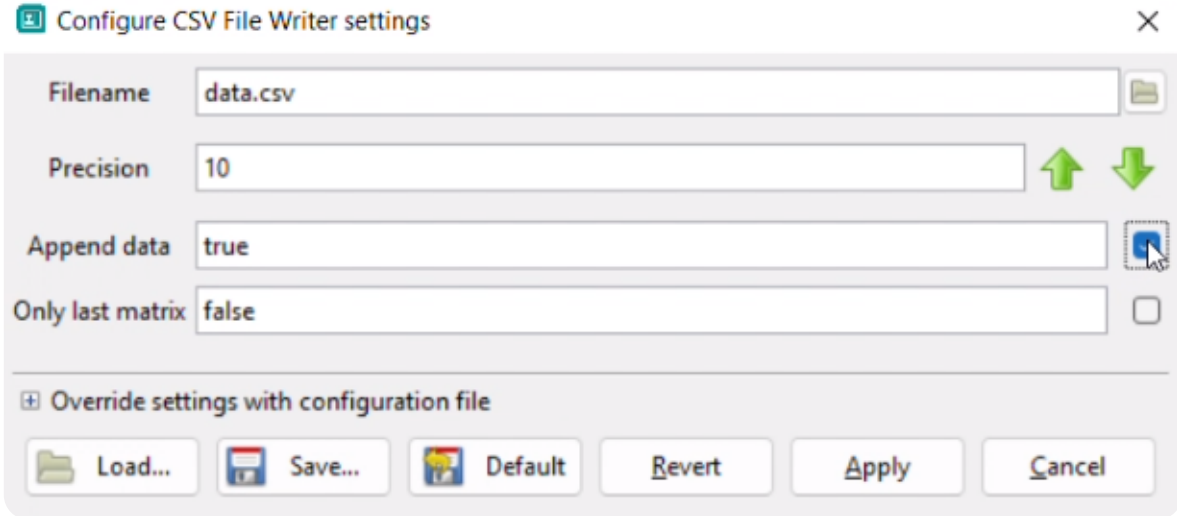 Configure CSV File Writer settings
Filename data.csv
Precision 10
Append data true
Only last matrix false
Override settings with configuration file
Load... Save... Default Revert Apply Cancel